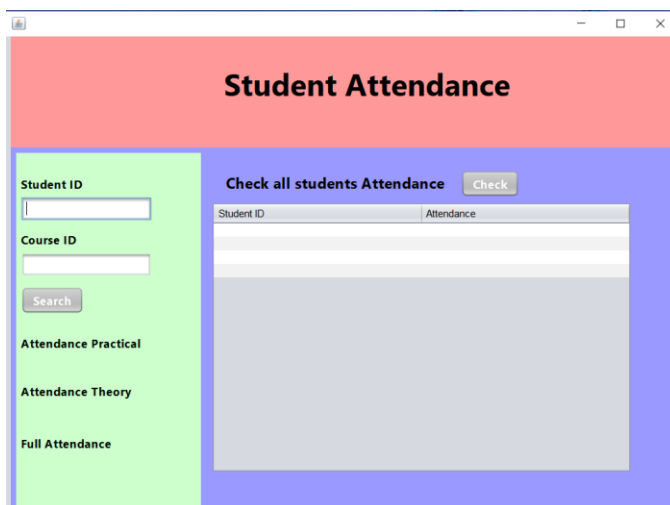 Student Attendance
Student ID
Course ID
Search
Attendance Practical
Attendance Theory
Full Attendance
Check all students Attendance Check
Student ID Attendance